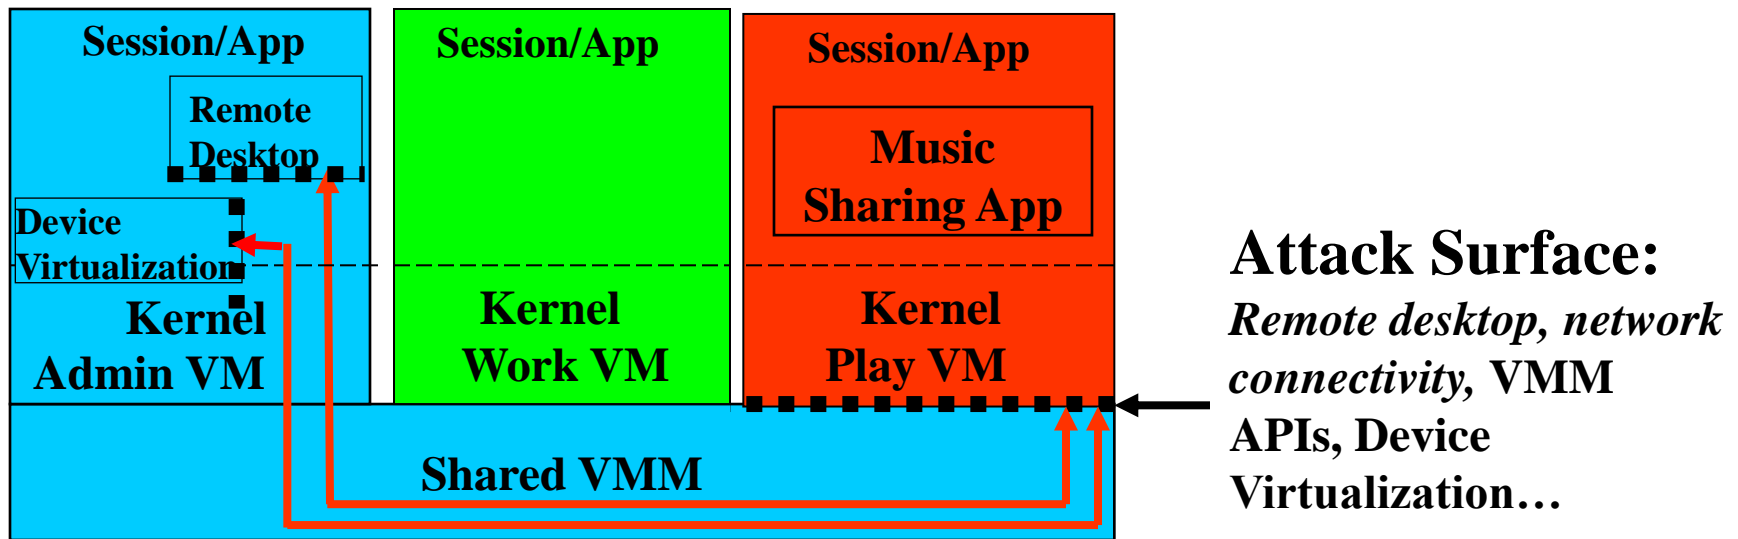 Session/App
Remote
Desktop
Device
Virtualization
Kernel
Admin VM
Session/App
Kernel
Work VM
Session/App
Music
Sharing App
Kernel
Play VM
Shared VMM
Attack Surface:
Remote desktop, network
connectivity, VMM
APIs, Device
Virtualization…